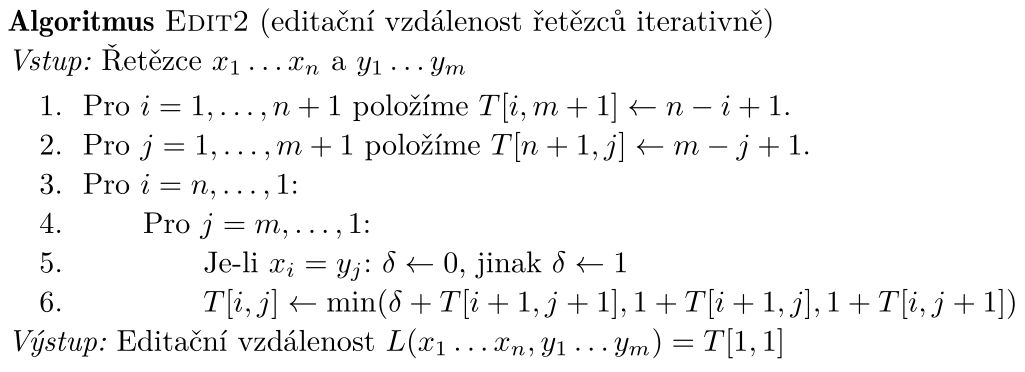 Algoritmus EDIT2 (editační vzdálenost řetězců iterativně)
Vstup: Řetězce x₁ … xₙ a y₁ … yₘ
1. Pro i = 1, … , n + 1 položíme T[i, m + 1] ← n − i + 1.
2. Pro j = 1, … , m + 1 položíme T[n + 1, j] ← m − j + 1.
3. Pro i = n, … , 1:
4. Pro j = m, … , 1:
5. Je-li xᵢ = yⱼ: δ ← 0, jinak δ ← 1
6. T[i, j] ← min(δ + T[i + 1, j + 1], 1 + T[i + 1, j], 1 + T[i, j + 1])
Výstup: Editační vzdálenost L(x₁ … xₙ, y₁ … yₘ) = T[1, 1]